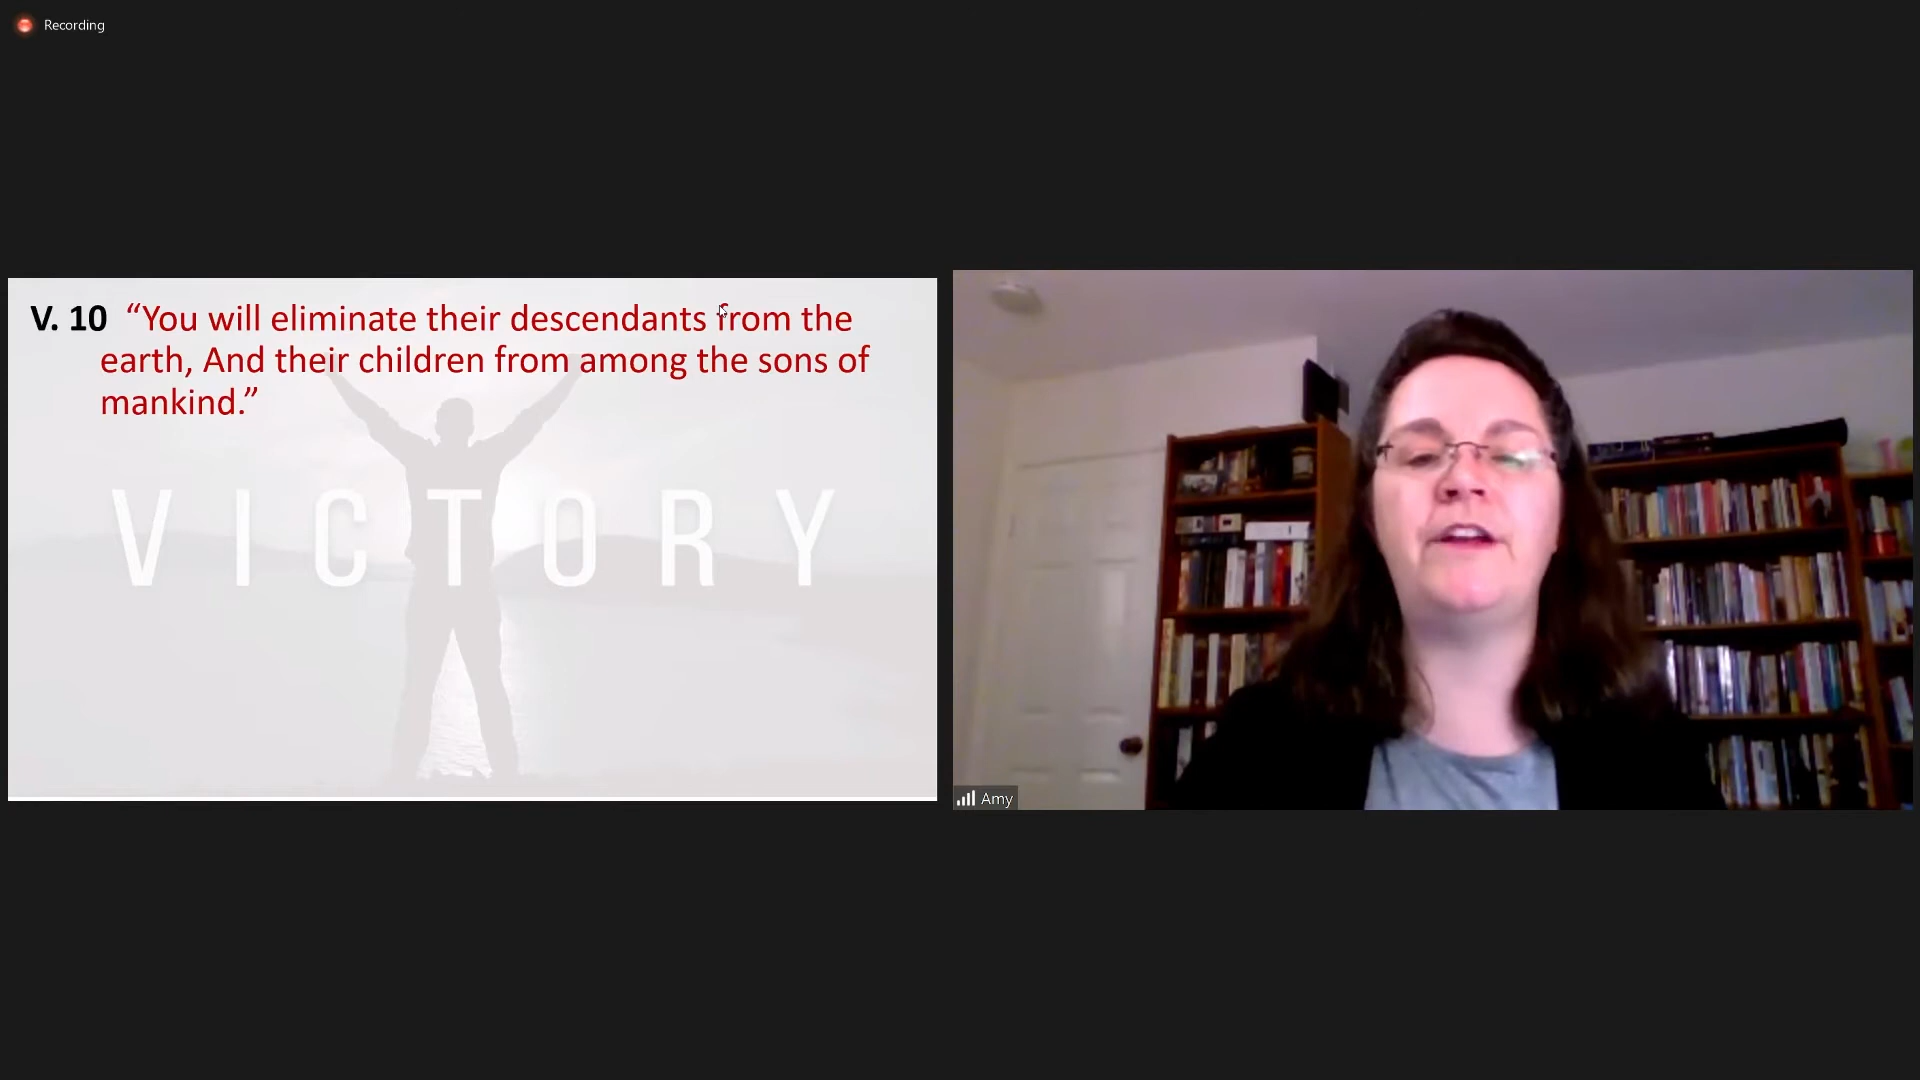 Recording
V. 10 “You will eliminate their descendants from the
earth, And their children from among the sons of
mankind.”
VICTORY
Amy